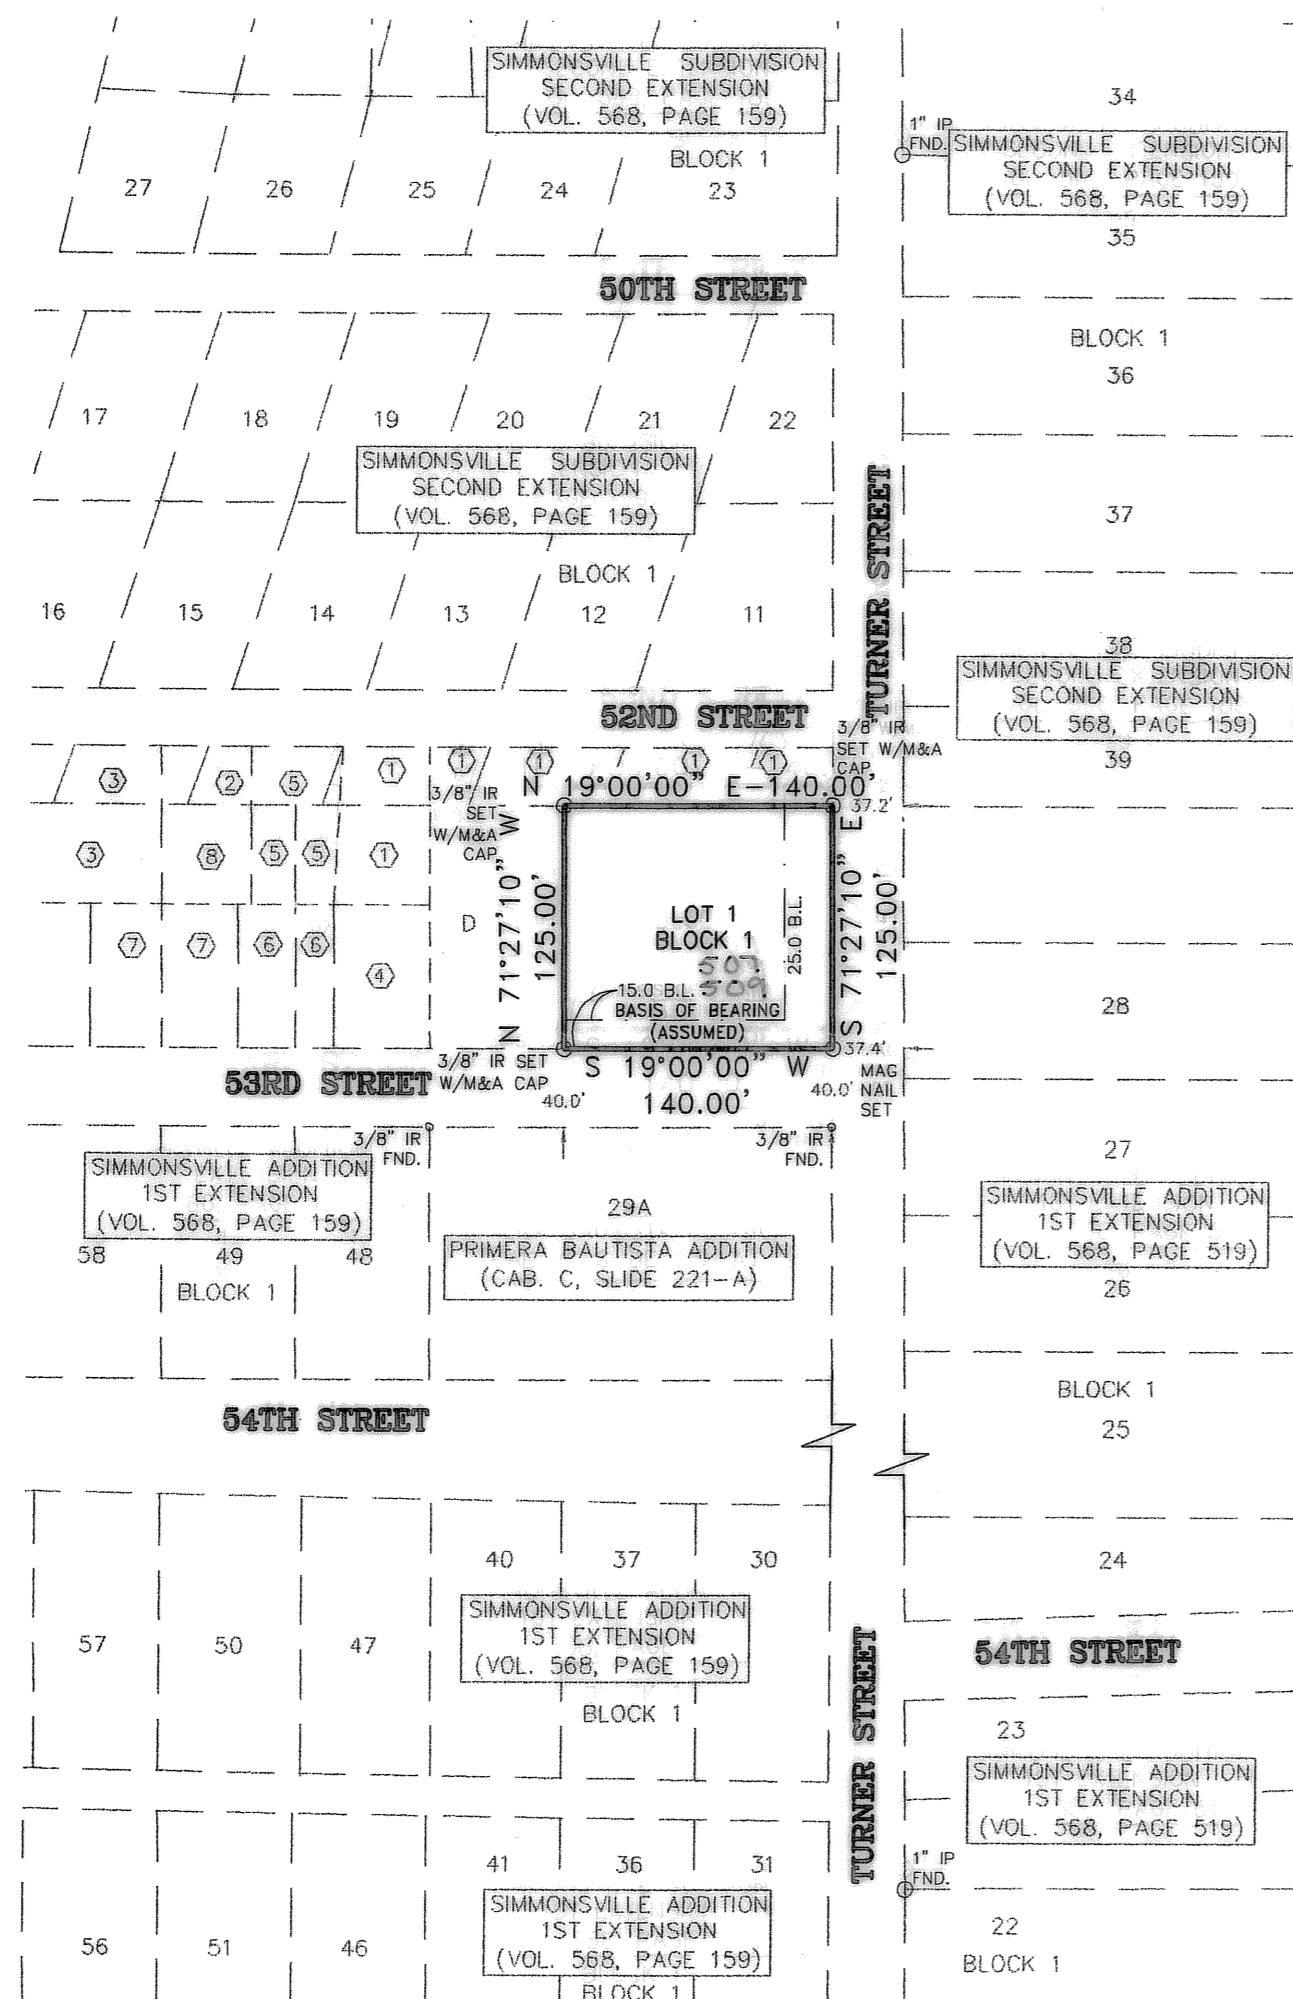 SIMMONSVILLE SUBDIVISION
SECOND EXTENSION
(VOL. 568, PAGE 159)
BLOCK 1
27
26
25
24
23
34
1" IP
FND.
SIMMONSVILLE SUBDIVISION
SECOND EXTENSION
(VOL. 568, PAGE 159)
35
50TH STREET
BLOCK 1
36
17
18
19
20
21
22
SIMMONSVILLE SUBDIVISION
SECOND EXTENSION
(VOL. 568, PAGE 159)
BLOCK 1
16
15
14
13
12
11
TURNER STREET
37
38
SIMMONSVILLE SUBDIVISION
SECOND EXTENSION
(VOL. 568, PAGE 159)
39
52ND STREET
3/8" IR
SET W/M&A
CAP
3
2
5
1
1
1
1
1
N 19°00'00" E-140.00'
37.2'
3/8" IR
SET
W/M&A
CAP
3
8
5
5
1
7
7
6
6
4
D
N 71°27'10" W
125.00'
LOT 1
BLOCK 1
507
509
25.0 B.L.
15.0 B.L.
BASIS OF BEARING
(ASSUMED)
S 71°27'10" E
125.00'
28
37.4'
MAG
NAIL
SET
S 19°00'00" W
140.00'
53RD STREET
3/8" IR SET
W/M&A CAP
40.0'
40.0'
3/8" IR
FND.
3/8" IR
FND.
27
SIMMONSVILLE ADDITION
1ST EXTENSION
(VOL. 568, PAGE 159)
58
49
48
BLOCK 1
29A
PRIMERA BAUTISTA ADDITION
(CAB. C, SLIDE 221-A)
SIMMONSVILLE ADDITION
1ST EXTENSION
(VOL. 568, PAGE 519)
26
BLOCK 1
25
54TH STREET
24
40
37
30
SIMMONSVILLE ADDITION
1ST EXTENSION
(VOL. 568, PAGE 159)
BLOCK 1
57
50
47
54TH STREET
TURNER STREET
23
SIMMONSVILLE ADDITION
1ST EXTENSION
(VOL. 568, PAGE 519)
1" IP
FND.
22
BLOCK 1
41
36
31
SIMMONSVILLE ADDITION
1ST EXTENSION
(VOL. 568, PAGE 159)
BLOCK 1
56
51
46